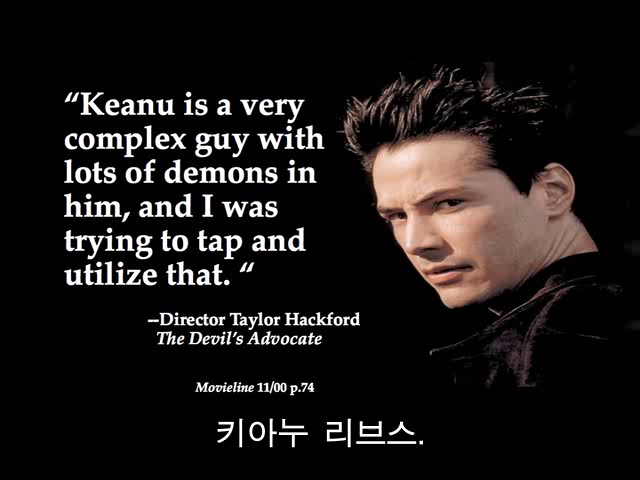 “Keanu is a very
complex guy with
lots of demons in
him, and I was
trying to tap and
utilize that. “
--Director Taylor Hackford
The Devil's Advocate
Movieline 11/00 p.74
키아누 리브스.